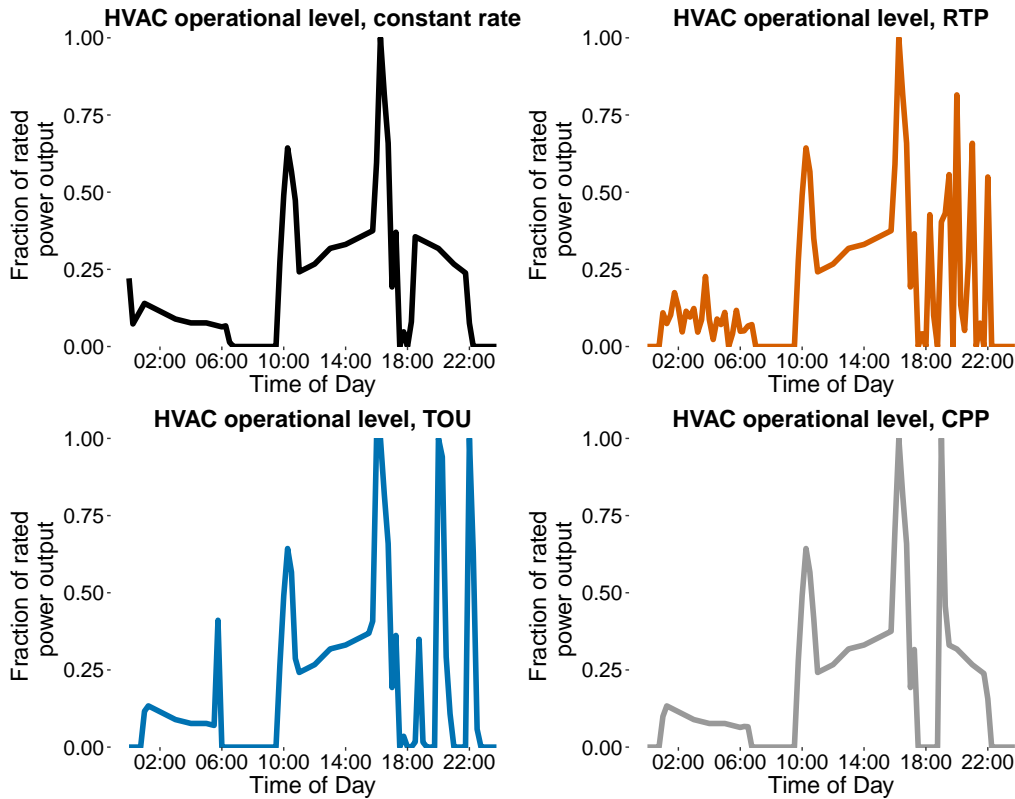 HVAC operational level, constant rate
1.00
0.75
0.50
0.25
0.00
Fraction of rated
power output
02:00 06:00 10:00 14:00 18:00 22:00
Time of Day
HVAC operational level, RTP
1.00
0.75
0.50
0.25
0.00
Fraction of rated
power output
02:00 06:00 10:00 14:00 18:00 22:00
Time of Day
HVAC operational level, TOU
1.00
0.75
0.50
0.25
0.00
Fraction of rated
power output
02:00 06:00 10:00 14:00 18:00 22:00
Time of Day
HVAC operational level, CPP
1.00
0.75
0.50
0.25
0.00
Fraction of rated
power output
02:00 06:00 10:00 14:00 18:00 22:00
Time of Day